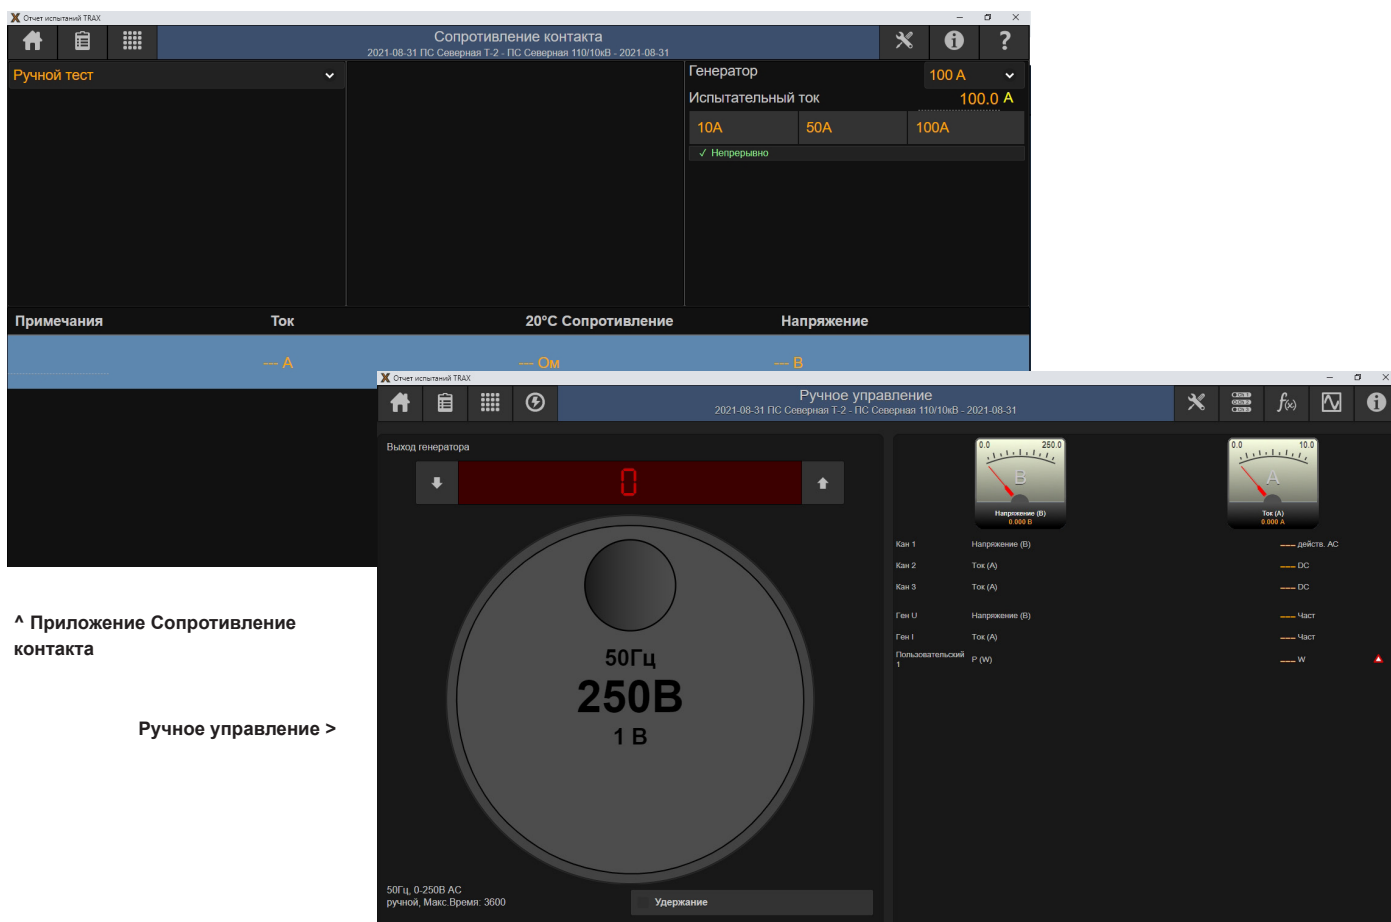 Отчет испытаний TRAX
Сопротивление контакта
2021-08-31 ПС Северная Т-2 - ПС Северная 110/10кВ - 2021-08-31
Ручной тест
Генератор 100 А
Испытательный ток 100.0 А
10А 50А 100А
✓ Непрерывно
Примечания Ток 20°C Сопротивление Напряжение
--- А --- Ом --- В
Отчет испытаний TRAX
Ручное управление
2021-08-31 ПС Северная Т-2 - ПС Северная 110/10кВ - 2021-08-31
Выход генератора
0
50Гц
250В
1 В
50Гц, 0-250В AC
ручной, Макс.Время: 3600
Удержание
0.0 250.0
В
Напряжение (В)
0.000 В
0.0 10.0
А
Ток (А)
0.000 А
Кан 1 Напряжение (В) --- действ. AC
Кан 2 Ток (А) --- DC
Кан 3 Ток (А) --- DC
Ген U Напряжение (В) --- Част
Ген I Ток (А) --- Част
Пользовательский 1 P (W) --- W
f(x)
^ Приложение Сопротивление
контакта
Ручное управление >